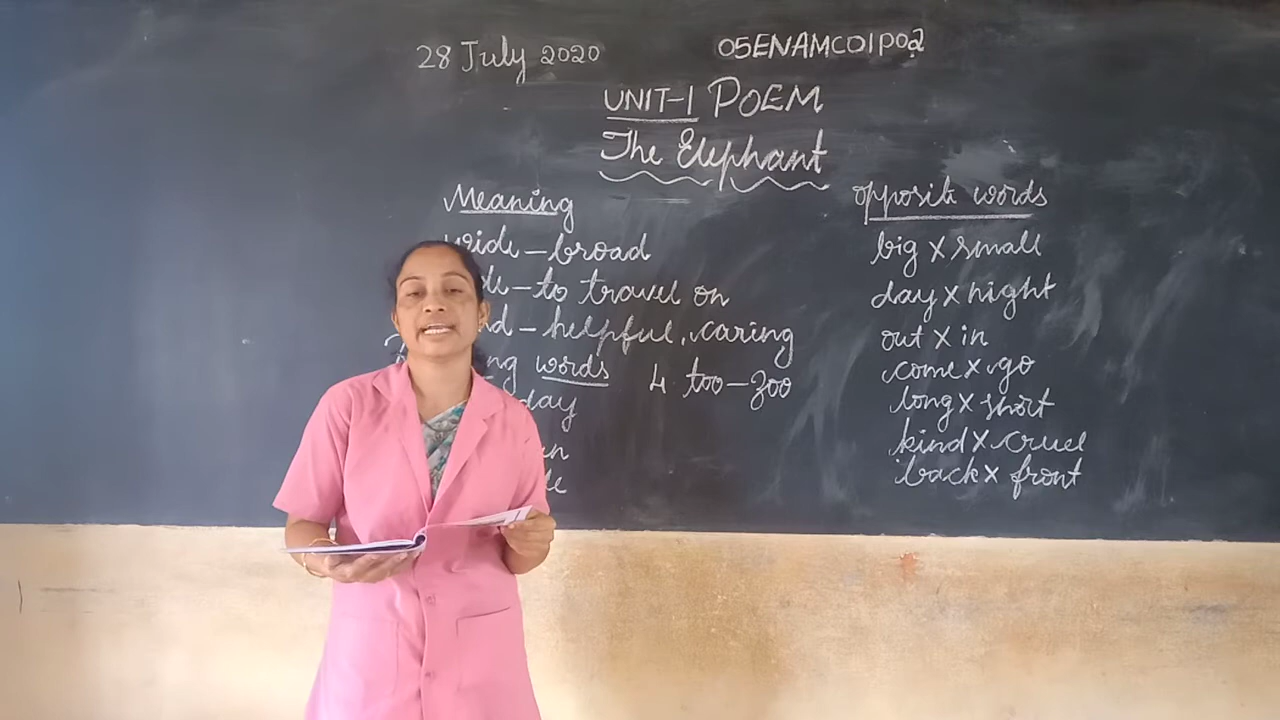 28 July 2020 05ENAMC01P02
UNIT-1 POEM
The Elephant
Meaning
wide - broad
- to travel on
- helpful, caring
words 4 too - zoo
day
opposite words
big x small
day x night
out x in
come x go
long x short
kind x cruel
back x front